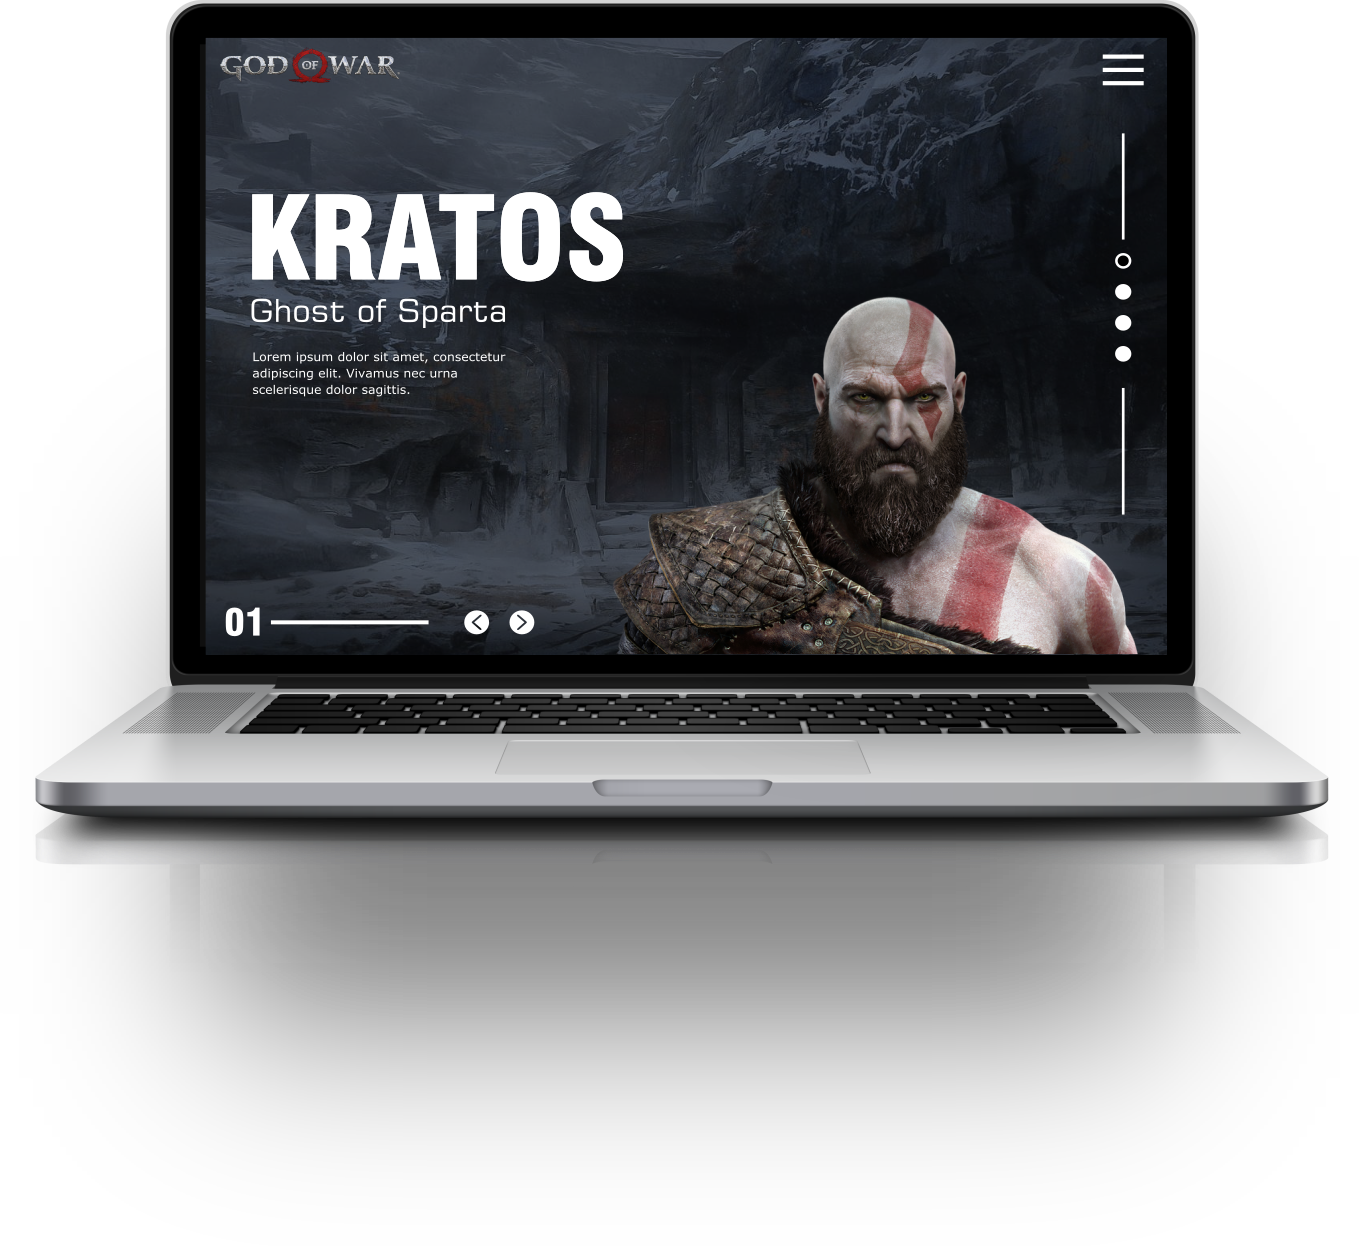 GOD OF WAR
KRATOS
Ghost of Sparta
Lorem ipsum dolor sit amet, consectetur
adipiscing elit. Vivamus nec urna
scelerisque dolor sagittis.
01